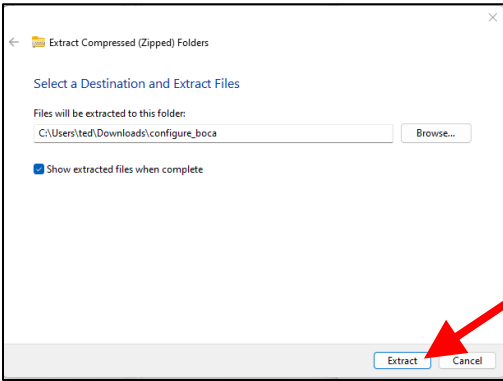 Extract Compressed (Zipped) Folders
Select a Destination and Extract Files
Files will be extracted to this folder:
C:\Users\ted\Downloads\configure_boca
Browse...
Show extracted files when complete
Extract
Cancel